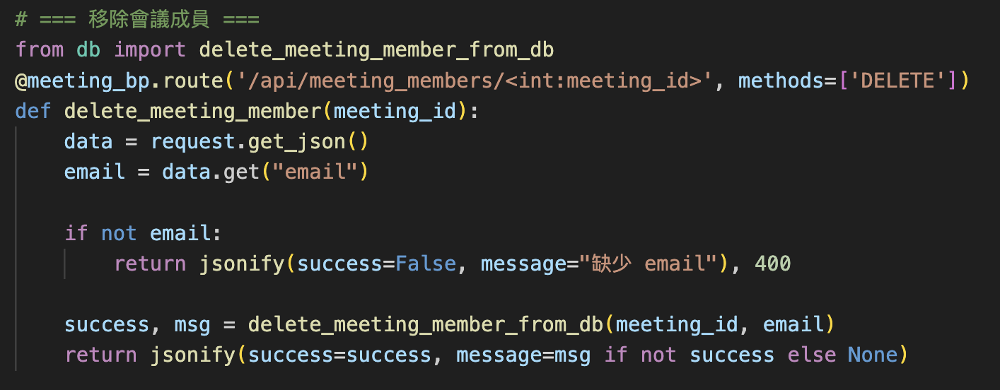 # === 移除會議成員 ===
from db import delete_meeting_member_from_db
@meeting_bp.route('/api/meeting_members/<int:meeting_id>', methods=['DELETE'])
def delete_meeting_member(meeting_id):
    data = request.get_json()
    email = data.get("email")

    if not email:
        return jsonify(success=False, message="缺少 email"), 400

    success, msg = delete_meeting_member_from_db(meeting_id, email)
    return jsonify(success=success, message=msg if not success else None)